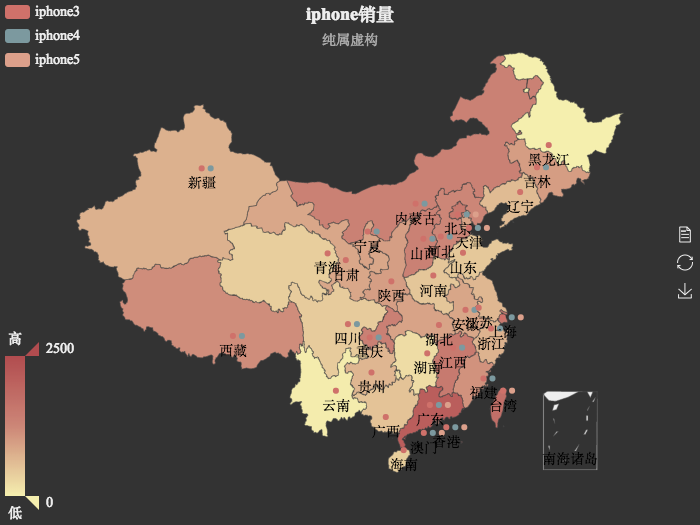 iphone销量
纯属虚构
iphone3
iphone4
iphone5
黑龙江
吉林
新疆
辽宁
内蒙古
北京
天津
宁夏
山西
河北
山东
青海
甘肃
陕西
河南
安徽
江苏
上海
四川
湖北
浙江
重庆
西藏
湖南
江西
贵州
福建
云南
台湾
广西
广东
香港
澳门
海南
南海诸岛
高
2500
0
低